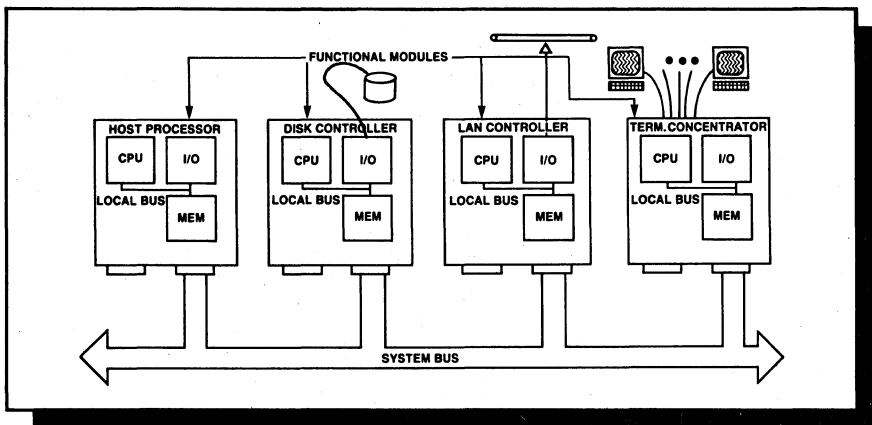 FUNCTIONAL MODULES
HOST PROCESSOR
CPU
I/O
LOCAL BUS
MEM
DISK CONTROLLER
CPU
I/O
LOCAL BUS
MEM
LAN CONTROLLER
CPU
I/O
LOCAL BUS
MEM
TERM.CONCENTRATOR
CPU
I/O
LOCAL BUS
MEM
SYSTEM BUS